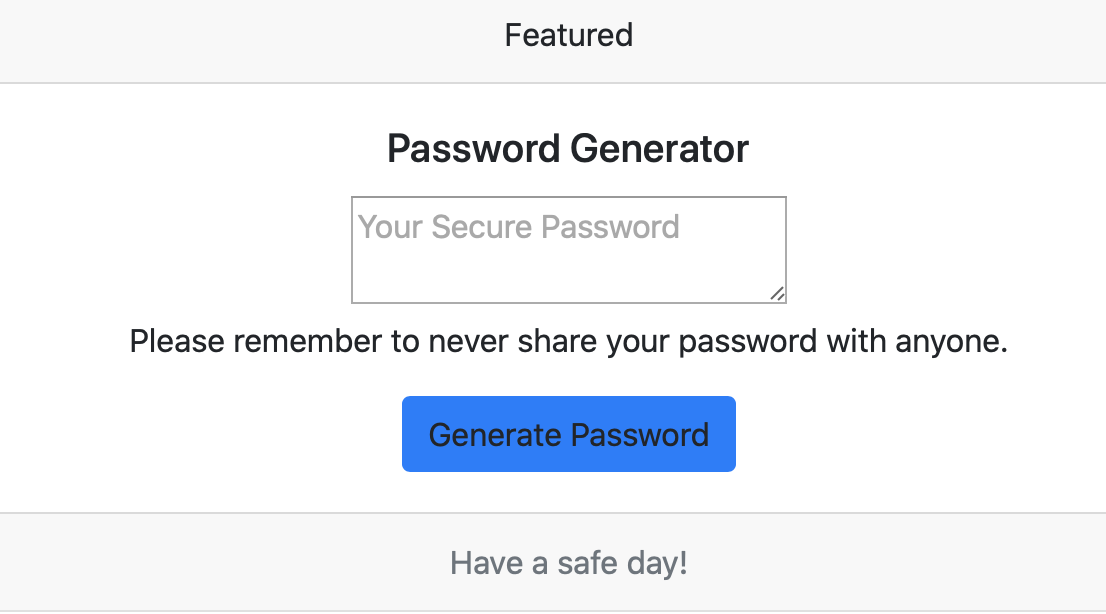 Featured
Password Generator
Your Secure Password
Please remember to never share your password with anyone.
Generate Password
Have a safe day!